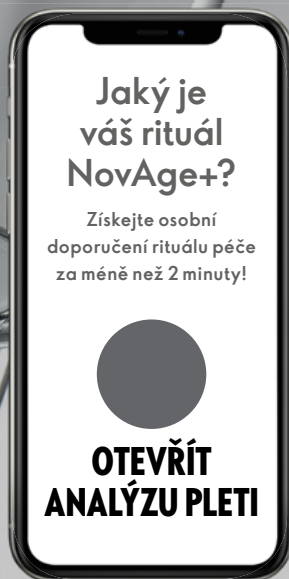 Jaký je
váš rituál
NovAge+?
Získejte osobní
doporučení rituálu péče
za méně než 2 minuty!
OTEVŘÍT
ANALÝZU PLETI